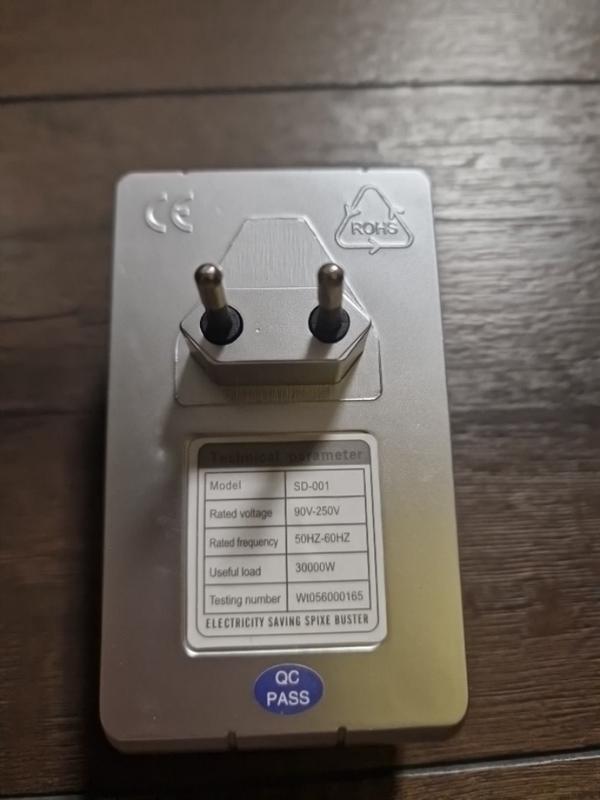 CE
ROHS
Technical parameter
Model SD-001
Rated voltage 90V-250V
Rated frequency 50HZ-60HZ
Useful load 30000W
Testing number Wt056000165
ELECTRICITY SAVING SPIXE BUSTER
QC
PASS